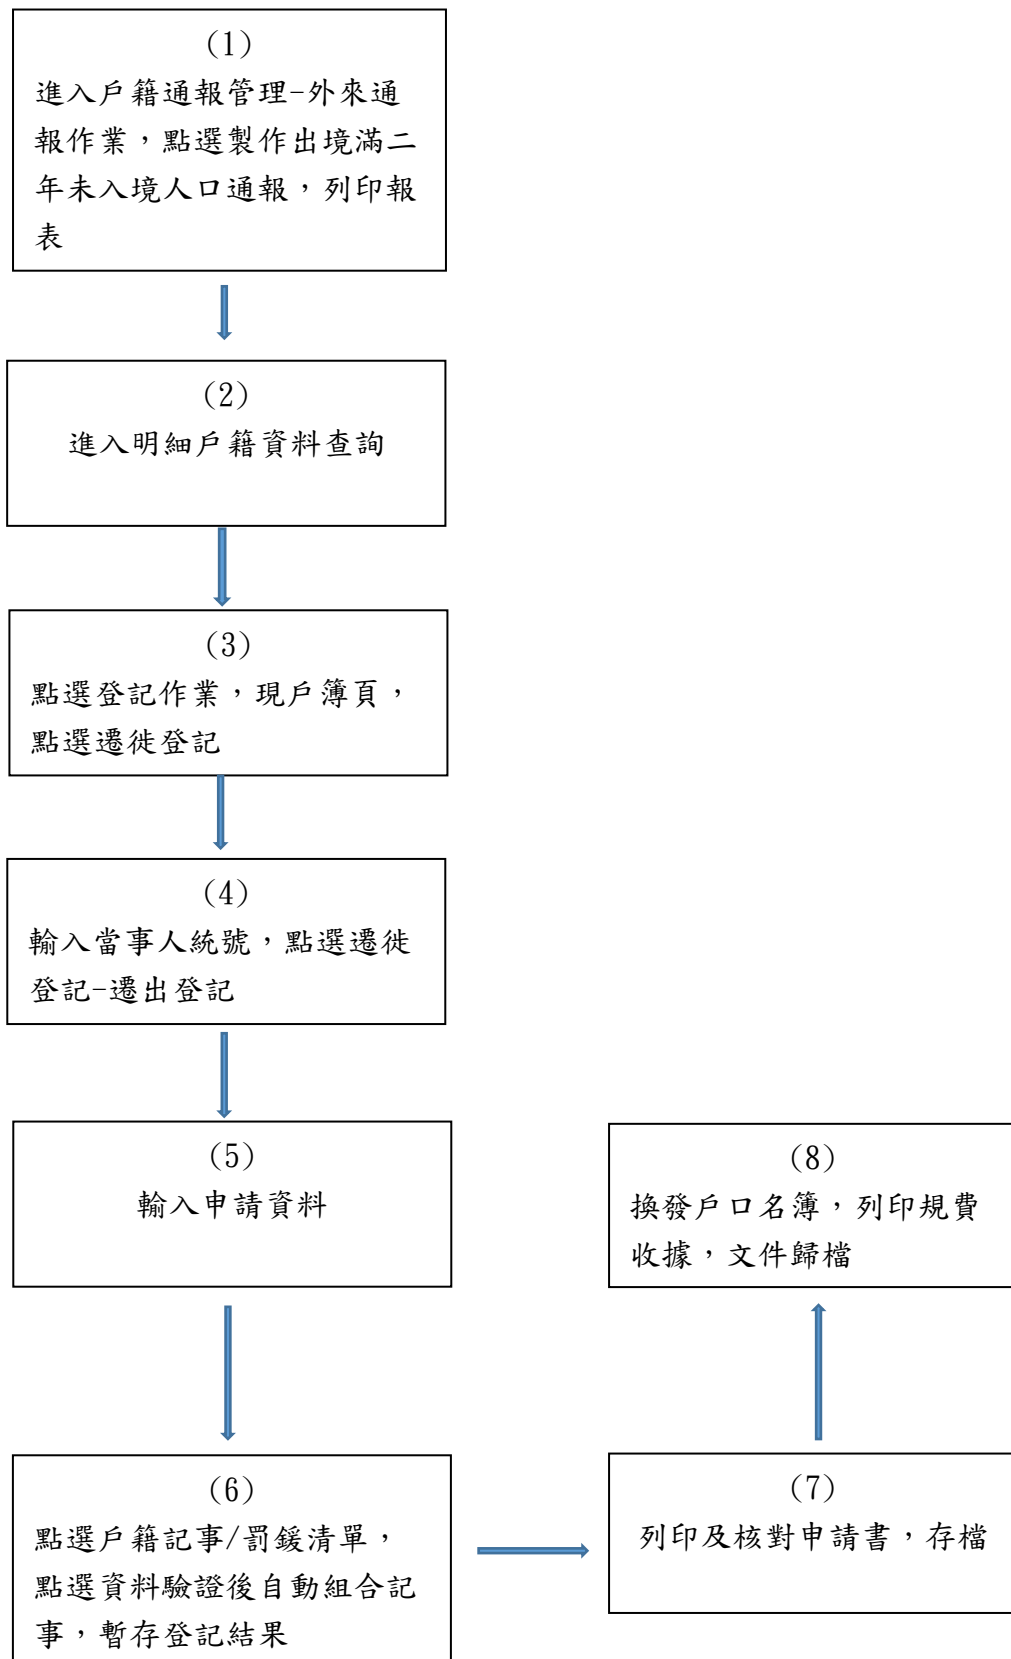 (1)
進入戶籍通報管理-外來通
報作業，點選製作出境滿二
年未入境人口通報，列印報
表
(2)
進入明細戶籍資料查詢
(3)
點選登記作業，現戶簿頁，
點選遷徙登記
(4)
輸入當事人統號，點選遷徙
登記-遷出登記
(5)
輸入申請資料
(6)
點選戶籍記事/罰鍰清單，
點選資料驗證後自動組合記
事，暫存登記結果
(7)
列印及核對申請書，存檔
(8)
換發戶口名簿，列印規費
收據，文件歸檔